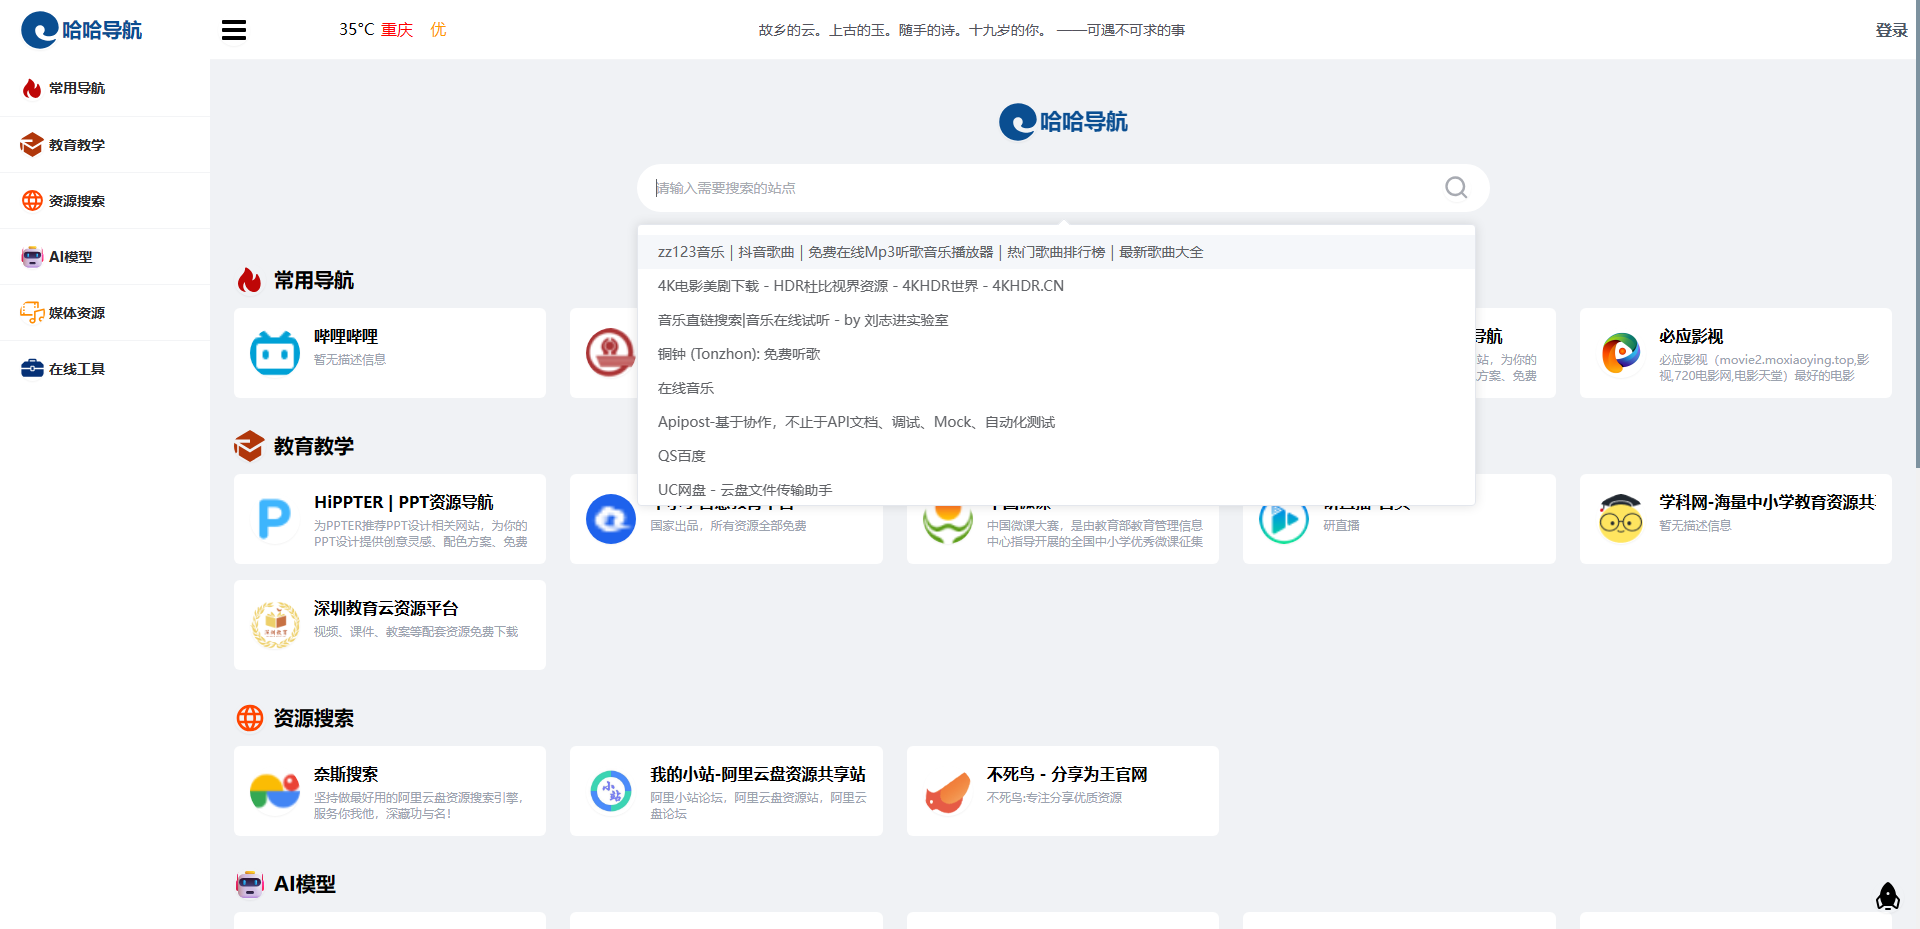 哈哈导航
35°C 重庆 优
故乡的云。上古的玉。随手的诗。十九岁的你。 ——可遇不可求的事
登录
常用导航
教育教学
资源搜索
AI模型
媒体资源
在线工具
哈哈导航
请输入需要搜索的站点
zz123音乐 | 抖音歌曲 | 免费在线Mp3听歌音乐播放器 | 热门歌曲排行榜 | 最新歌曲大全
4K电影美剧下载 - HDR杜比视界资源 - 4KHDR世界 - 4KHDR.CN
音乐直链搜索|音乐在线试听 - by 刘志进实验室
铜钟 (Tonzhon): 免费听歌
在线音乐
Apipost-基于协作，不止于API文档、调试、Mock、自动化测试
QS百度
UC网盘 - 云盘文件传输助手
常用导航
哔哩哔哩
暂无描述信息
导航
站，为你的
方案、免费
必应影视
必应影视（movie2.moxiaoying.top,影
视,720电影网,电影天堂）最好的电影
教育教学
HiPPTER | PPT资源导航
为PPTER推荐PPT设计相关网站，为你的
PPT设计提供创意灵感、配色方案、免费
国家出品，所有资源全部免费
中国微课大赛，是由教育部教育管理信息
中心指导开展的全国中小学优秀微课征集
研直播
学科网-海量中小学教育资源共
暂无描述信息
深圳教育云资源平台
视频、课件、教案等配套资源免费下载
资源搜索
奈斯搜索
坚持做最好用的阿里云盘资源搜索引擎，
服务你我他，深藏功与名！
小站
我的小站-阿里云盘资源共享站
阿里小站论坛，阿里云盘资源站，阿里云
盘论坛
不死鸟 - 分享为王官网
不死鸟:专注分享优质资源
AI模型